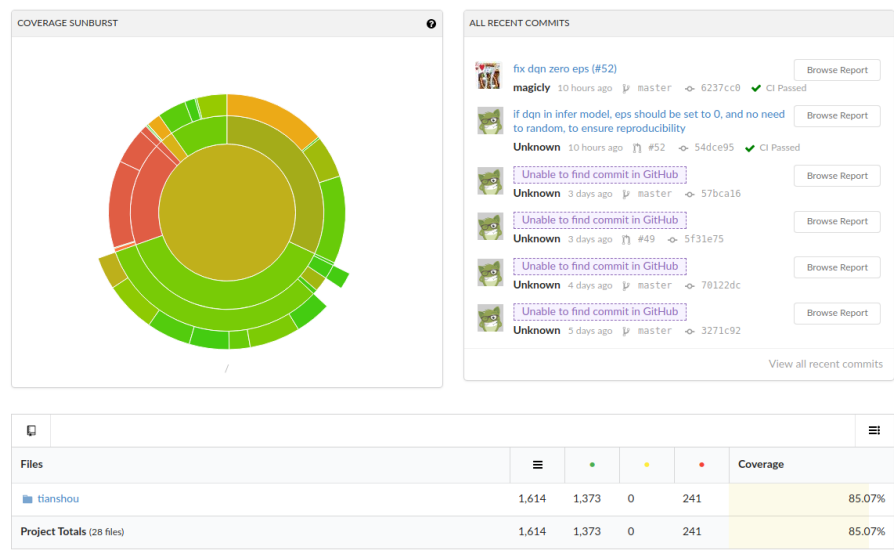 COVERAGE SUNBURST
/
ALL RECENT COMMITS
fix dqn zero eps (#52)
Browse Report
magicly 10 hours ago master 6237cc0 CI Passed
if dqn in infer model, eps should be set to 0, and no need
to random, to ensure reproducibility
Browse Report
Unknown 10 hours ago #52 54dce95 CI Passed
Unable to find commit in GitHub
Browse Report
Unknown 3 days ago master 57bca16
Unable to find commit in GitHub
Browse Report
Unknown 3 days ago #49 5f31e75
Unable to find commit in GitHub
Browse Report
Unknown 4 days ago master 70122dc
Unable to find commit in GitHub
Browse Report
Unknown 5 days ago master 3271c92
View all recent commits
Files Coverage
tianshou 1,614 1,373 0 241 85.07%
Project Totals (28 files) 1,614 1,373 0 241 85.07%